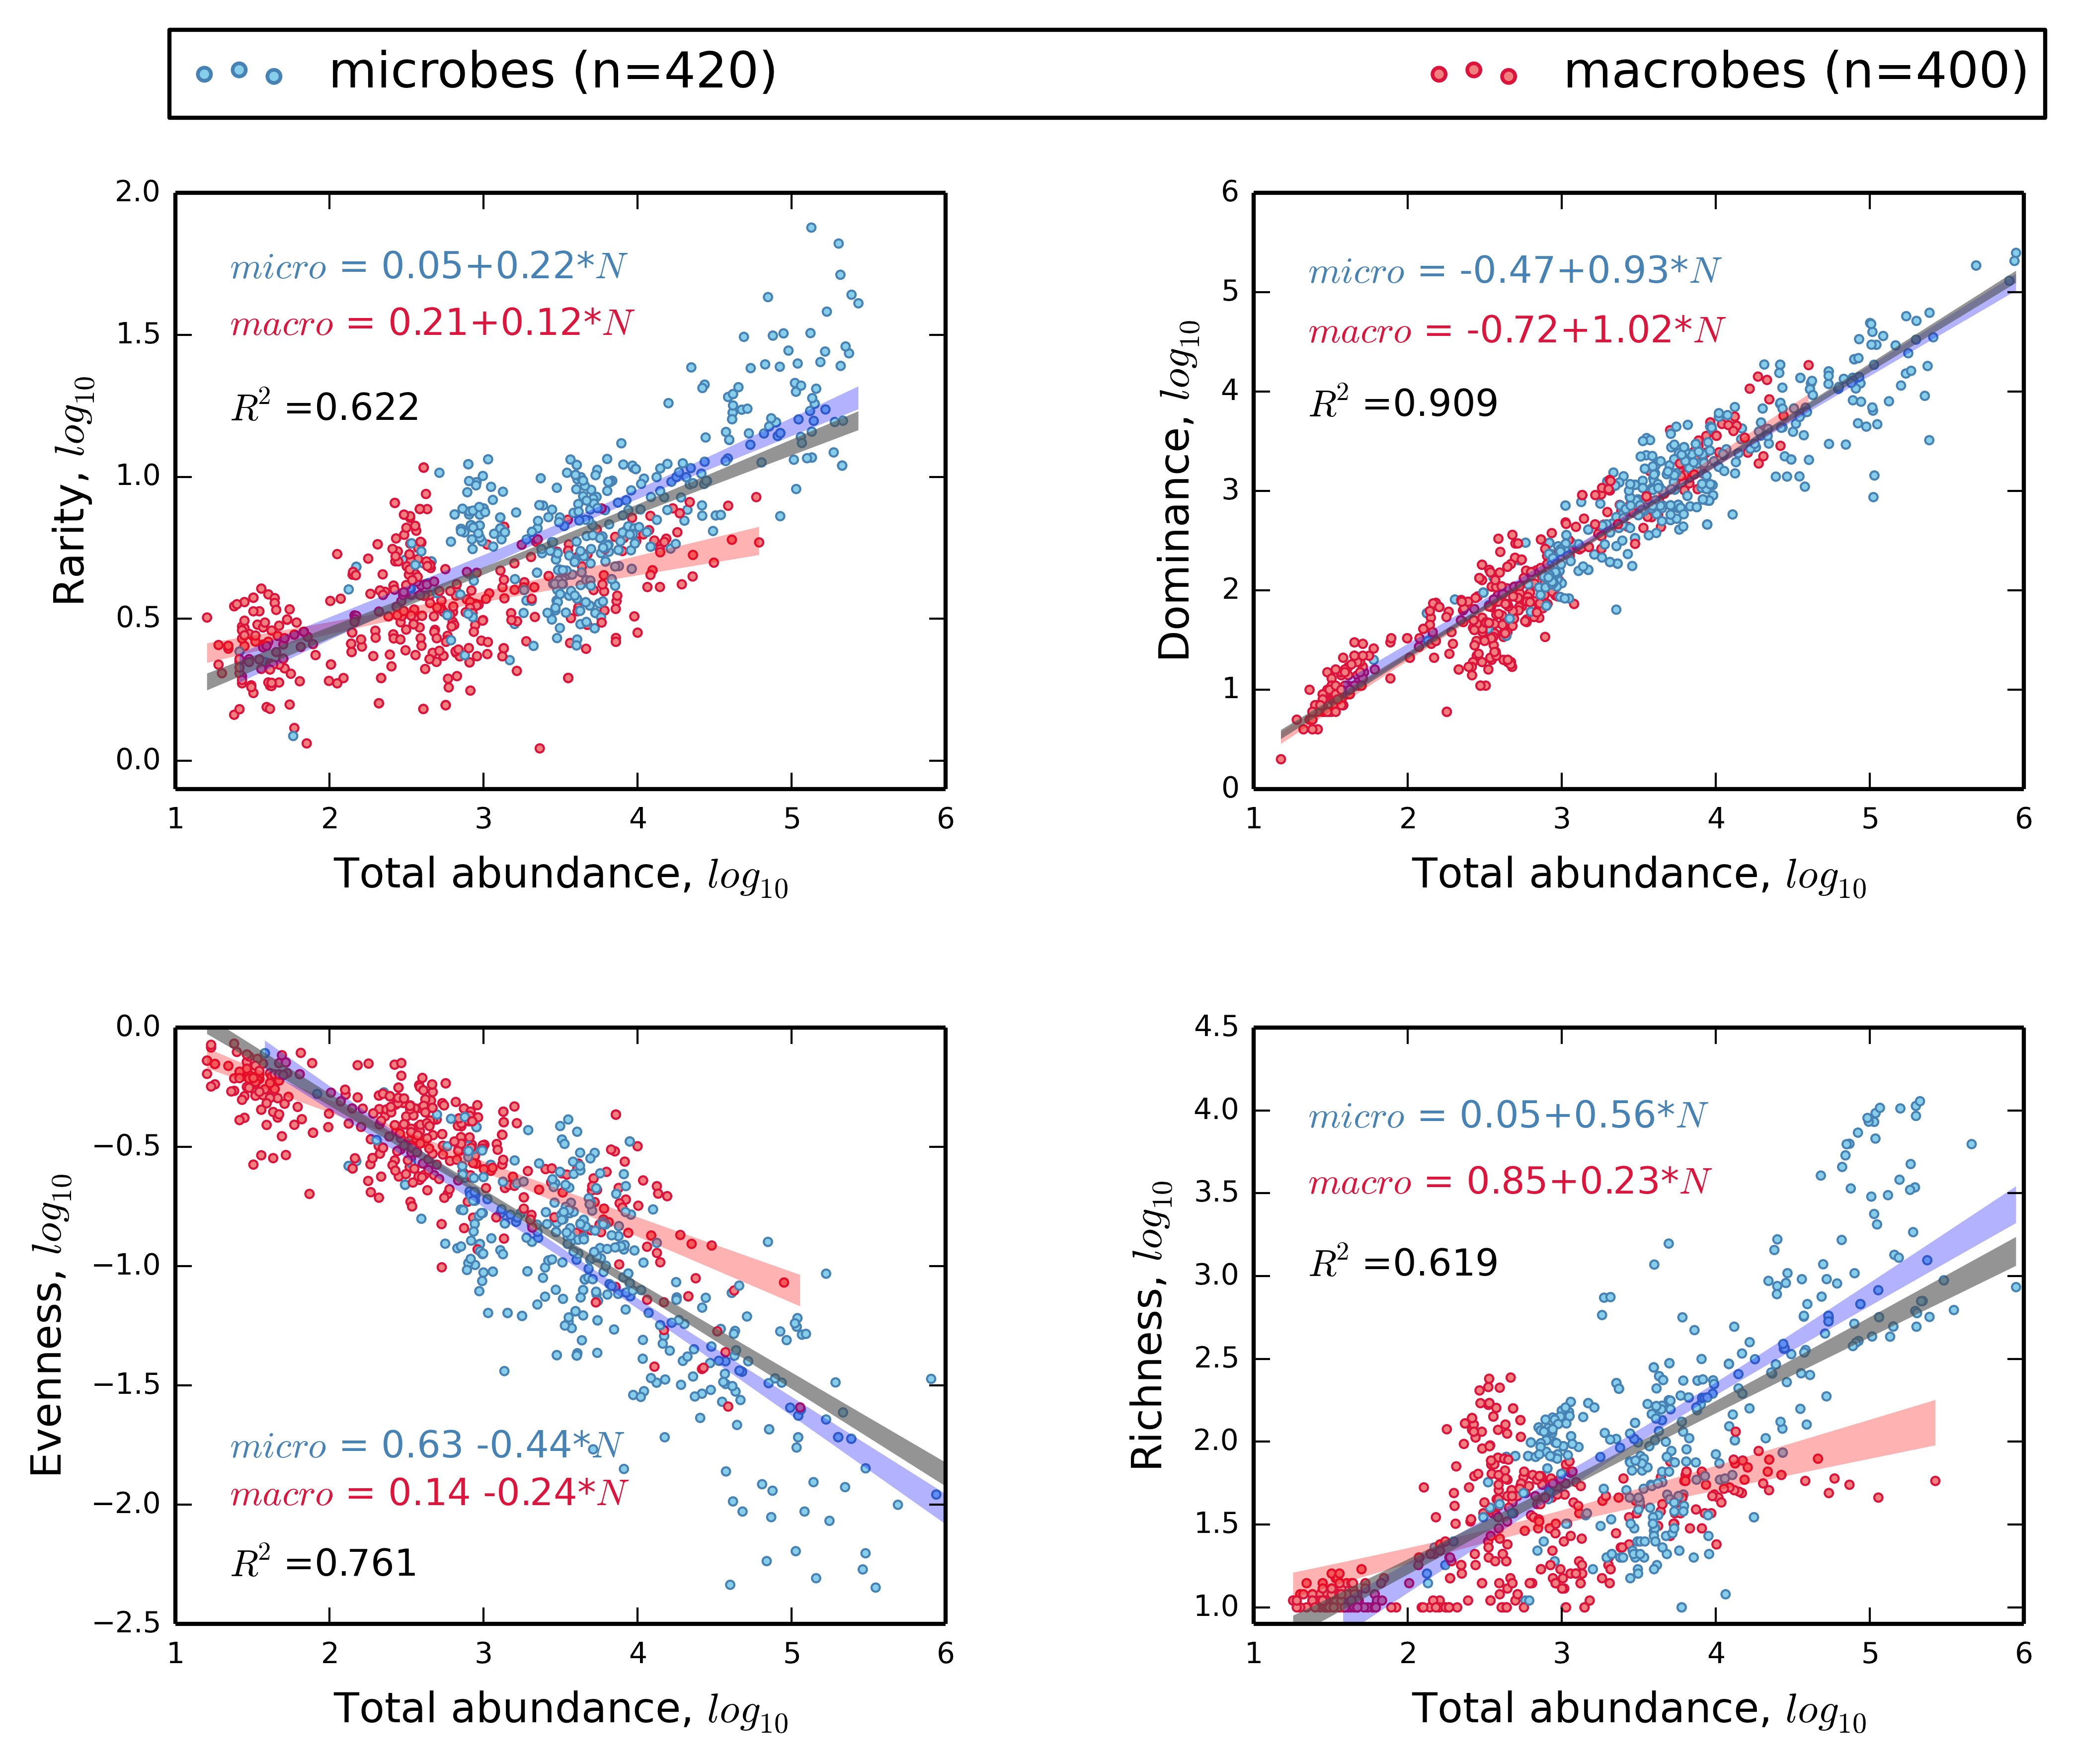 microbes (n=420) macrobes (n=400)
2.0
1.5
1.0
0.5
0.0
Rarity, log10
micro = 0.05+0.22*N
macro = 0.21+0.12*N
R² =0.622
1 2 3 4 5 6
Total abundance, log10
6
5
4
3
2
1
0
Dominance, log10
micro = -0.47+0.93*N
macro = -0.72+1.02*N
R² =0.909
1 2 3 4 5 6
Total abundance, log10
0.0
−0.5
−1.0
−1.5
−2.0
−2.5
Evenness, log10
micro = 0.63 -0.44*N
macro = 0.14 -0.24*N
R² =0.761
1 2 3 4 5 6
Total abundance, log10
4.5
4.0
3.5
3.0
2.5
2.0
1.5
1.0
Richness, log10
micro = 0.05+0.56*N
macro = 0.85+0.23*N
R² =0.619
1 2 3 4 5 6
Total abundance, log10